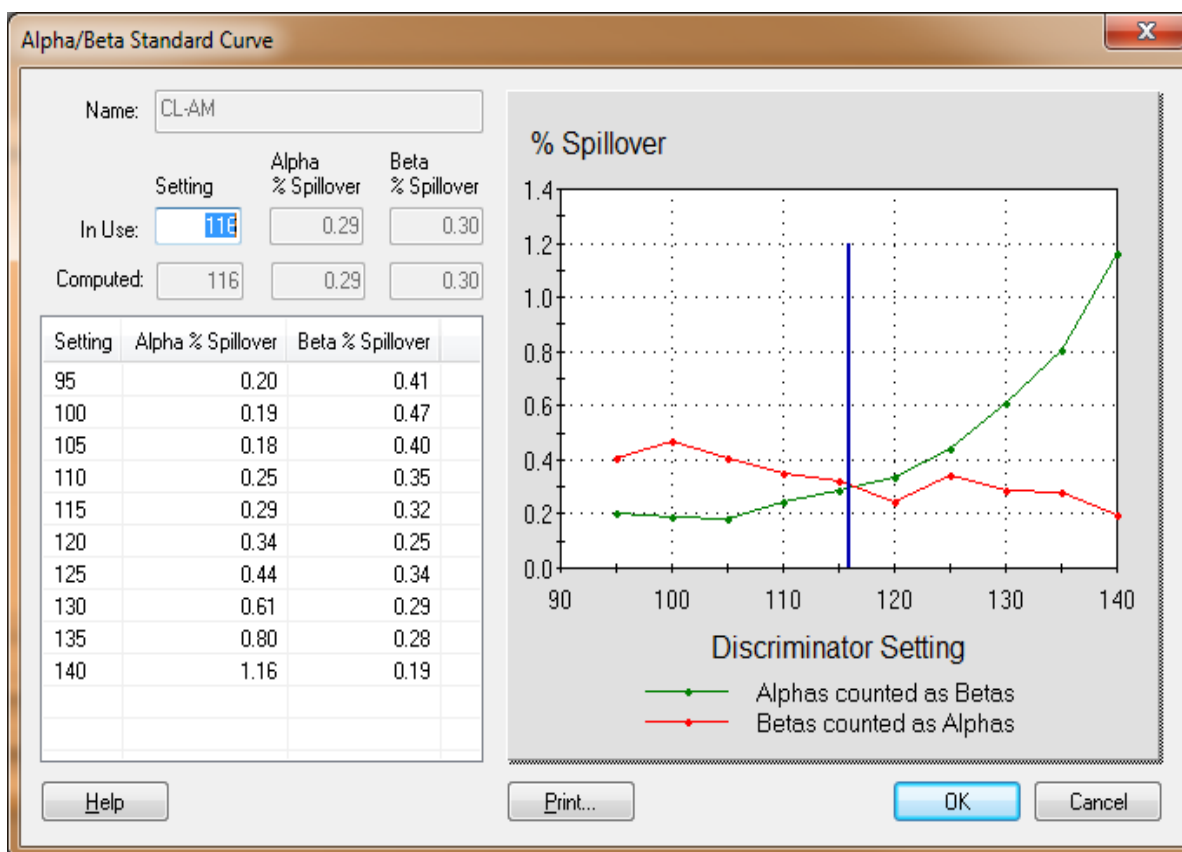 Alpha/Beta Standard Curve
X
Name: CL-AM
Setting Alpha % Spillover Beta % Spillover
In Use: 116 0.29 0.30
Computed: 116 0.29 0.30
Setting Alpha % Spillover Beta % Spillover
95 0.20 0.41
100 0.19 0.47
105 0.18 0.40
110 0.25 0.35
115 0.29 0.32
120 0.34 0.25
125 0.44 0.34
130 0.61 0.29
135 0.80 0.28
140 1.16 0.19
% Spillover
1.4
1.2
1.0
0.8
0.6
0.4
0.2
0.0
90 100 110 120 130 140
Discriminator Setting
Alphas counted as Betas
Betas counted as Alphas
Help Print... OK Cancel